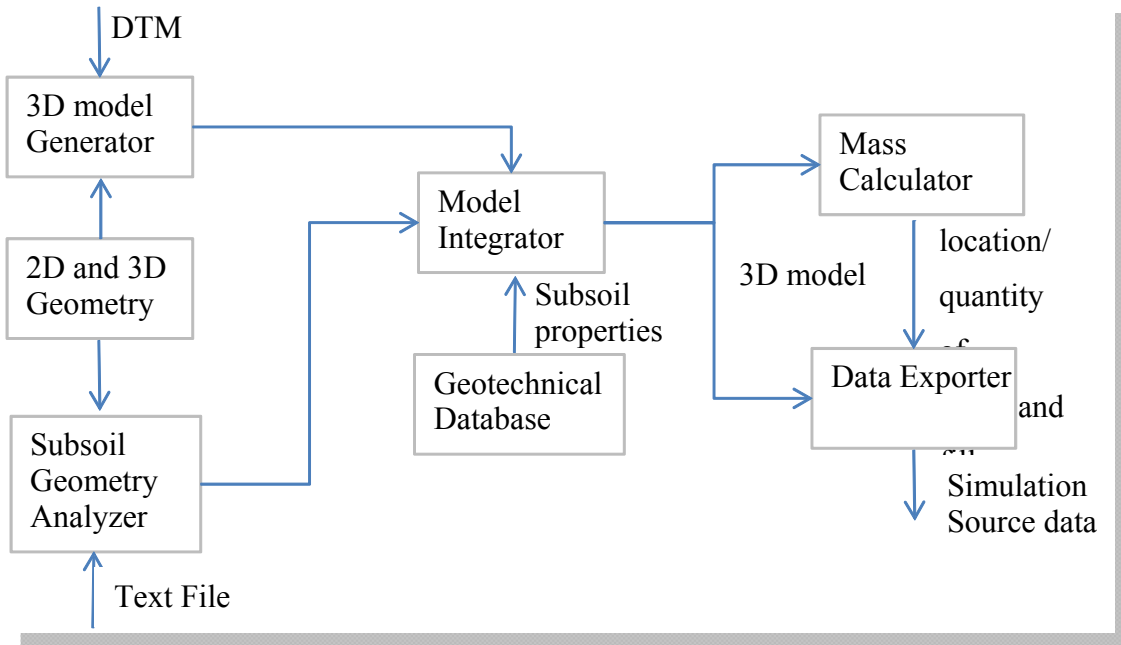 DTM
3D model
Generator
2D and 3D
Geometry
Subsoil
Geometry
Analyzer
Text File
Model
Integrator
Subsoil
properties
Geotechnical
Database
3D model
Mass
Calculator
location/
quantity
of
Data Exporter
and
Simulation
Source data